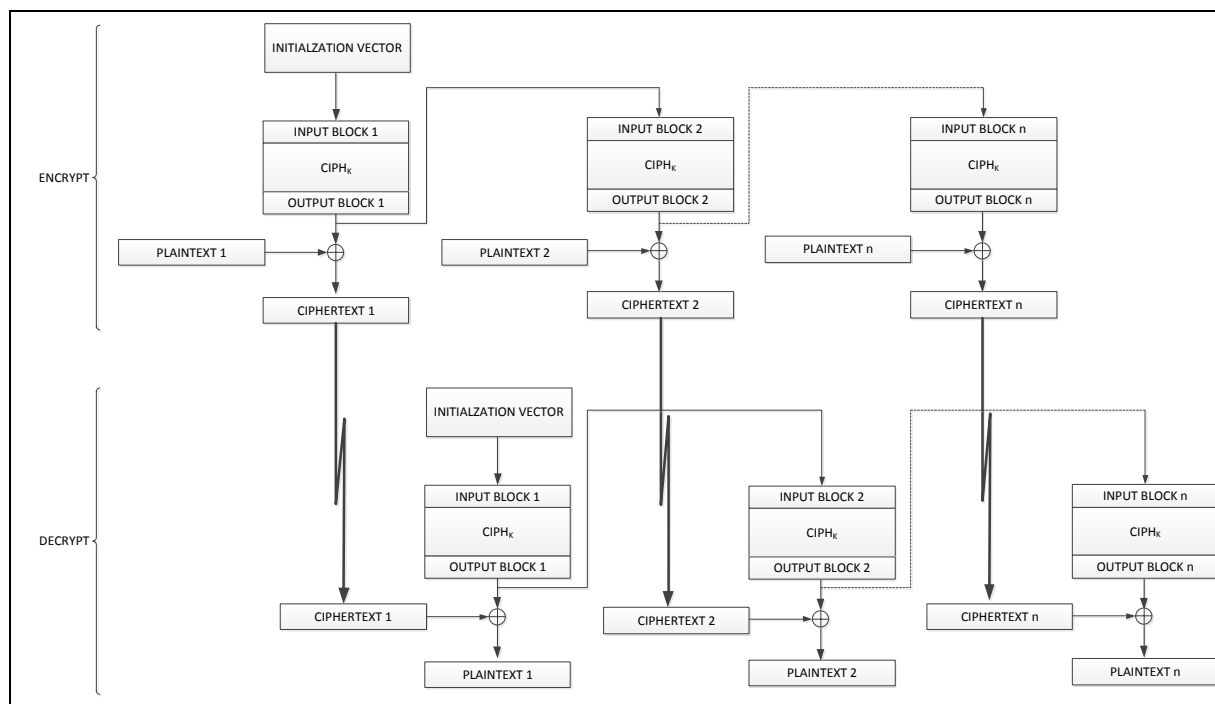 INITIALZATION VECTOR
INPUT BLOCK 1
INPUT BLOCK 2
INPUT BLOCK n
CIPHK
CIPHK
CIPHK
ENCRYPT
OUTPUT BLOCK 1
OUTPUT BLOCK 2
OUTPUT BLOCK n
PLAINTEXT 1
PLAINTEXT 2
PLAINTEXT n
CIPHERTEXT 1
CIPHERTEXT 2
CIPHERTEXT n
INITIALZATION VECTOR
INPUT BLOCK 1
INPUT BLOCK 2
INPUT BLOCK n
CIPHK
CIPHK
CIPHK
DECRYPT
OUTPUT BLOCK 1
OUTPUT BLOCK 2
OUTPUT BLOCK n
CIPHERTEXT 1
CIPHERTEXT 2
CIPHERTEXT n
PLAINTEXT 1
PLAINTEXT 2
PLAINTEXT n